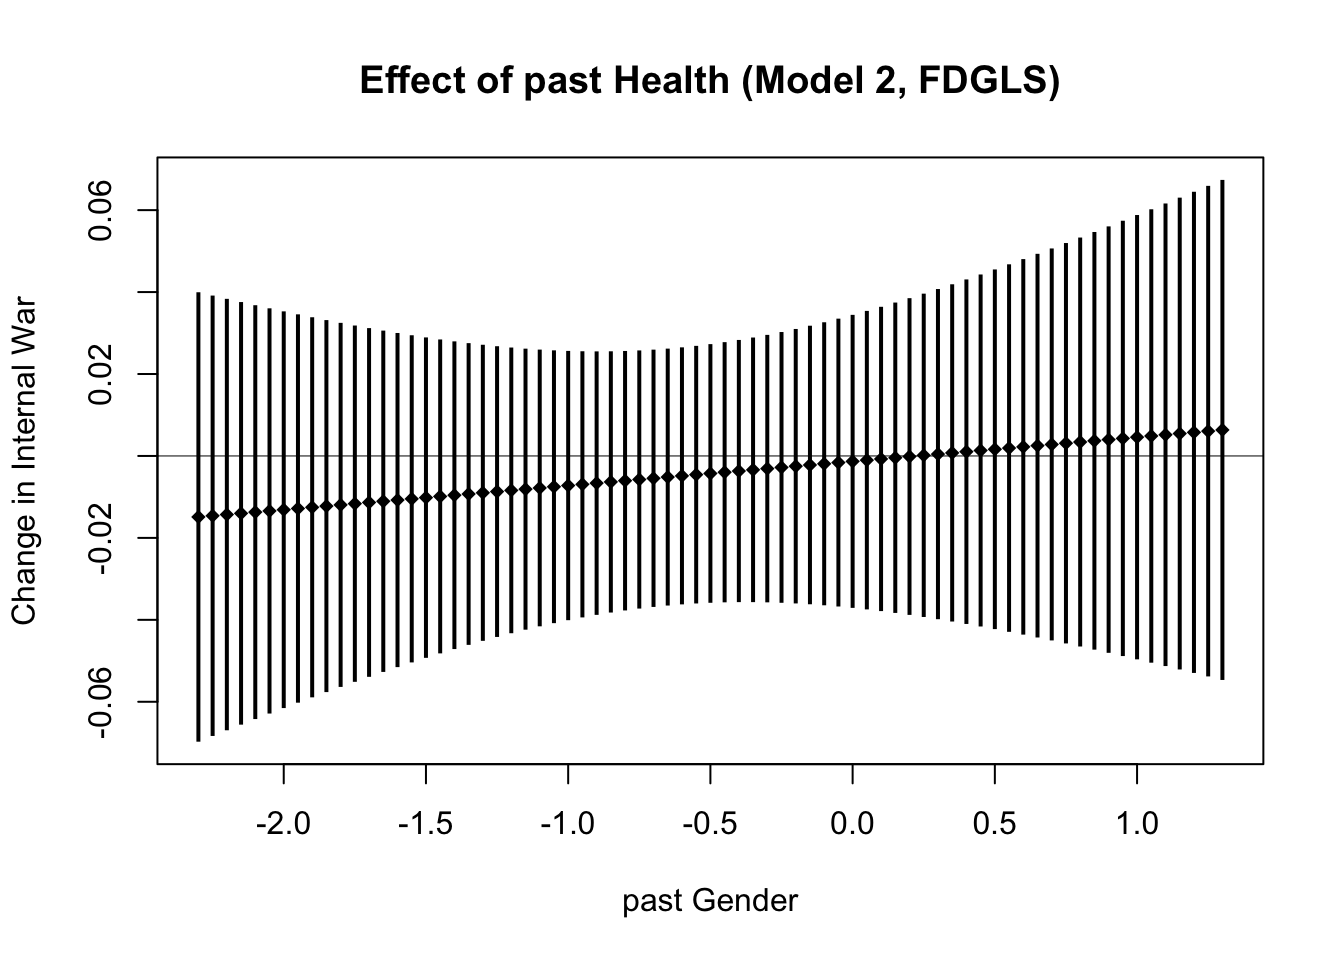 Effect of past Health (Model 2, FDGLS)
Change in Internal War
0.06
0.02
-0.02
-0.06
-2.0 -1.5 -1.0 -0.5 0.0 0.5 1.0
past Gender